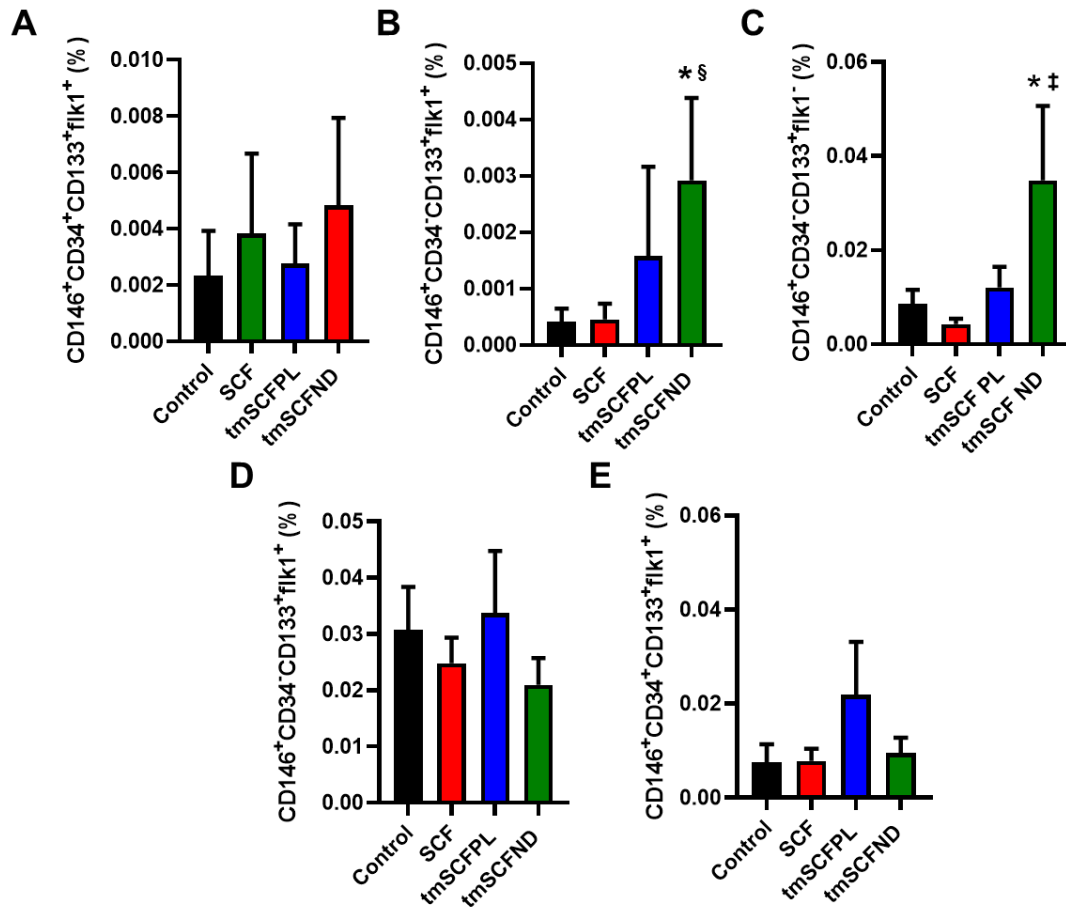 A
CD146⁺CD34⁺CD133⁺flk1⁺ (%)
0.010
0.008
0.006
0.004
0.002
0.000
Control
SCF
tmSCFPL
tmSCFND
B
CD146⁺CD34⁻CD133⁺flk1⁺ (%)
0.005
0.004
0.003
0.002
0.001
0.000
* §
Control
SCF
tmSCFPL
tmSCFND
C
CD146⁺CD34⁻CD133⁺flk1⁻ (%)
0.06
0.04
0.02
0.00
* ‡
Control
SCF
tmSCF PL
tmSCF ND
D
CD146⁺CD34⁻CD133⁺flk1⁺ (%)
0.05
0.04
0.03
0.02
0.01
0.00
Control
SCF
tmSCFPL
tmSCFND
E
CD146⁺CD34⁺CD133⁺flk1⁺ (%)
0.06
0.04
0.02
0.00
Control
SCF
tmSCFPL
tmSCFND